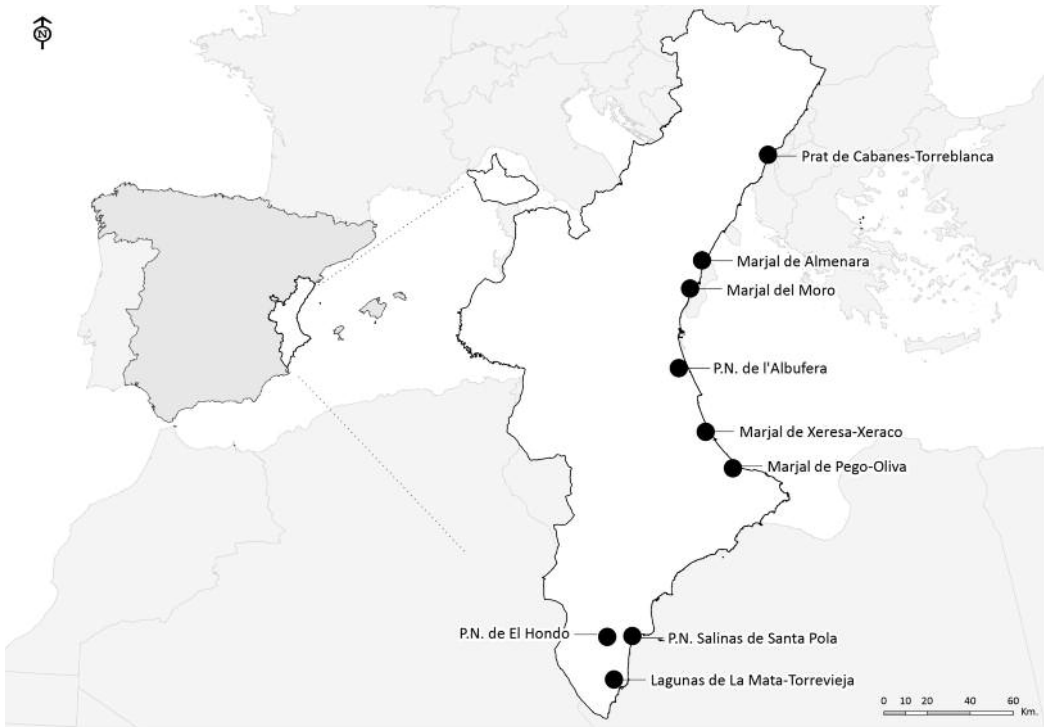 N
Prat de Cabanes-Torreblanca
Marjal de Almenara
Marjal del Moro
P.N. de l'Albufera
Marjal de Xeresa-Xeraco
Marjal de Pego-Oliva
P.N. de El Hondo
P.N. Salinas de Santa Pola
Lagunas de La Mata-Torrevieja
0 10 20 40 60
Km.